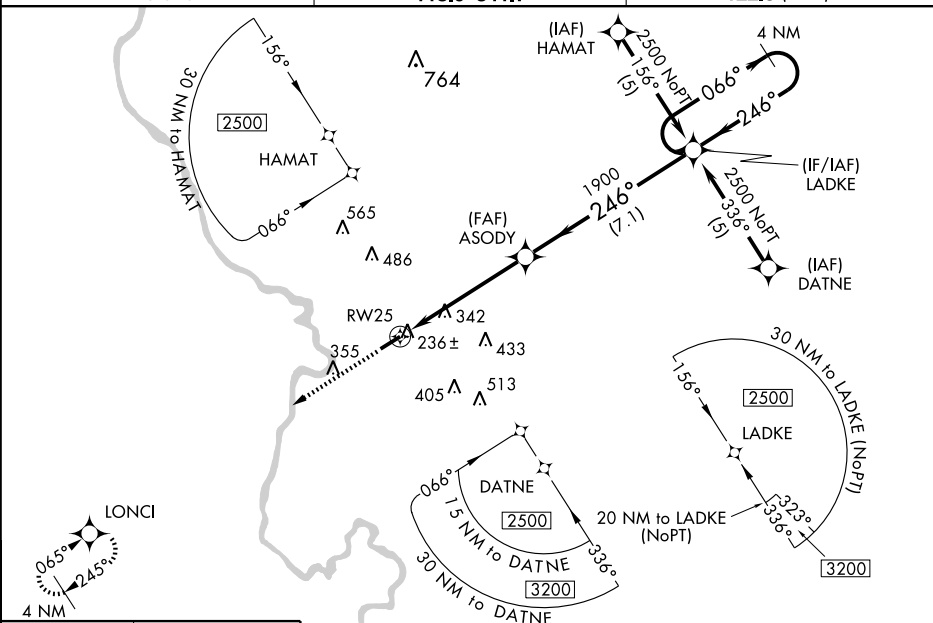 (IAF)
HAMAT
2500 NoPT
156°
(5)
4 NM
066°
246°
(IF/IAF)
LADKE
2500 NoPT
336°
(5)
(IAF)
DATNE
1900
246°
(7.1)
(FAF)
ASODY
764
156°
30 NM to HAMAT
2500
HAMAT
066°
565
486
RW25
342
236±
433
355
405
513
30 NM to LADKE (NoPT)
156°
2500
LADKE
323°
336°
20 NM to LADKE
(NoPT)
3200
066°
DATNE
2500
15 NM to DATNE
336°
3200
30 NM to DATNE
LONCI
065°
245°
4 NM